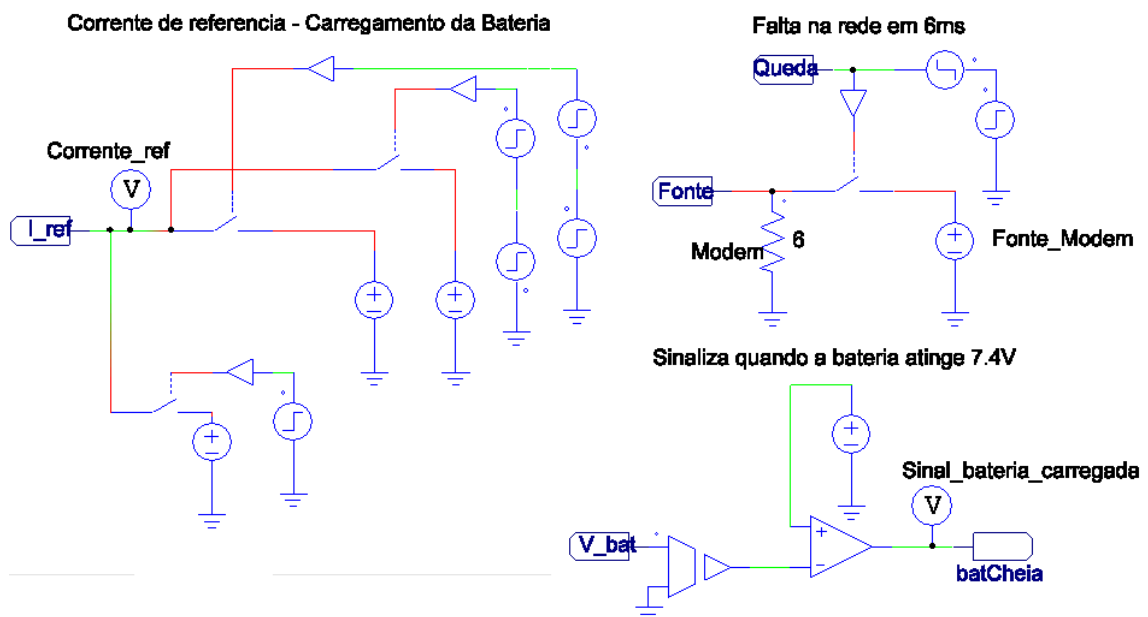 Corrente de referencia - Carregamento da Bateria
Corrente_ref
V
I_ref
Falta na rede em 6ms
Queda
Fonte
Modem
6
Fonte_Modem
Sinaliza quando a bateria atinge 7.4V
Sinal_bateria_carregada
V
V_bat
batCheia